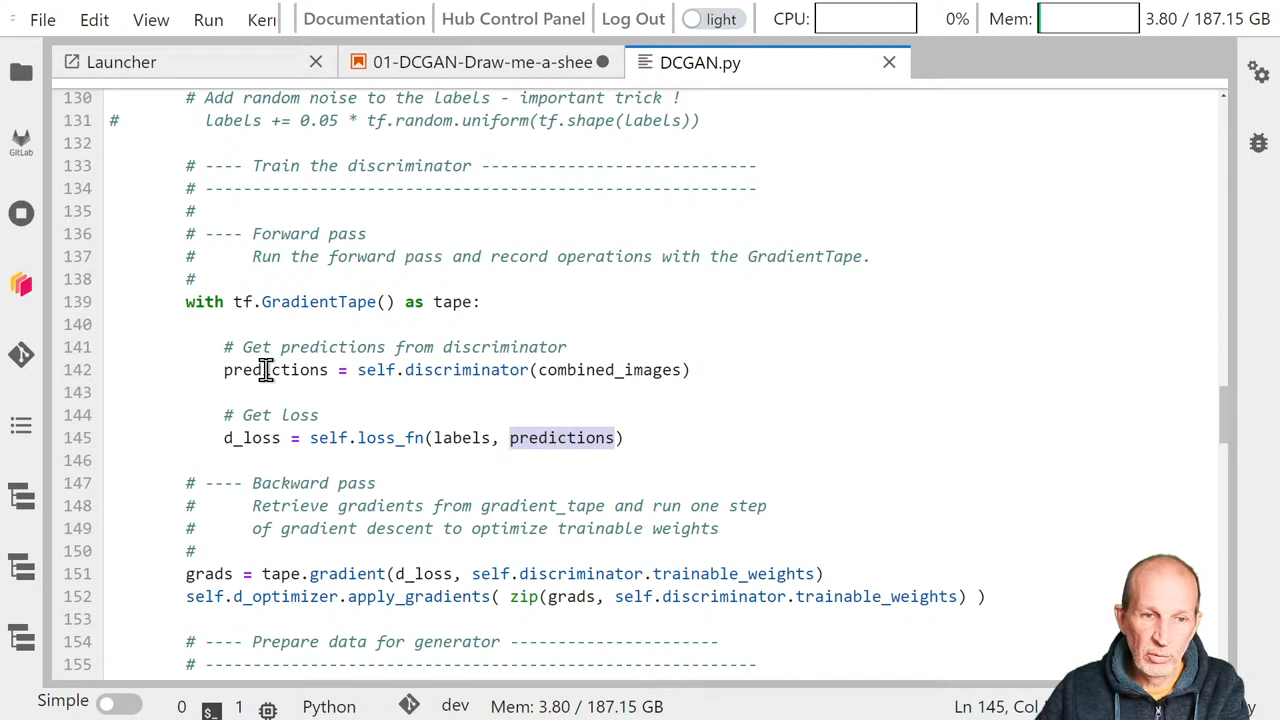 File Edit View Run Kerı Documentation Hub Control Panel Log Out light CPU: 0% Mem: 3.80 / 187.15 GB
Launcher 01-DCGAN-Draw-me-a-shee DCGAN.py
130 # Add random noise to the labels - important trick !
131 # labels += 0.05 * tf.random.uniform(tf.shape(labels))
132
133 # ---- Train the discriminator -----------------------------
134 # ----------------------------------------------------------
135 #
136 # ---- Forward pass
137 # Run the forward pass and record operations with the GradientTape.
138 #
139 with tf.GradientTape() as tape:
140
141 # Get predictions from discriminator
142 predictions = self.discriminator(combined_images)
143
144 # Get loss
145 d_loss = self.loss_fn(labels, predictions)
146
147 # ---- Backward pass
148 # Retrieve gradients from gradient_tape and run one step
149 # of gradient descent to optimize trainable weights
150 #
151 grads = tape.gradient(d_loss, self.discriminator.trainable_weights)
152 self.d_optimizer.apply_gradients( zip(grads, self.discriminator.trainable_weights) )
153
154 # ---- Prepare data for generator ----------------------
155 # ----------------------------------------------------------
GitLab
Simple 0 $_ 1 Python dev Mem: 3.80 / 187.15 GB Ln 145,